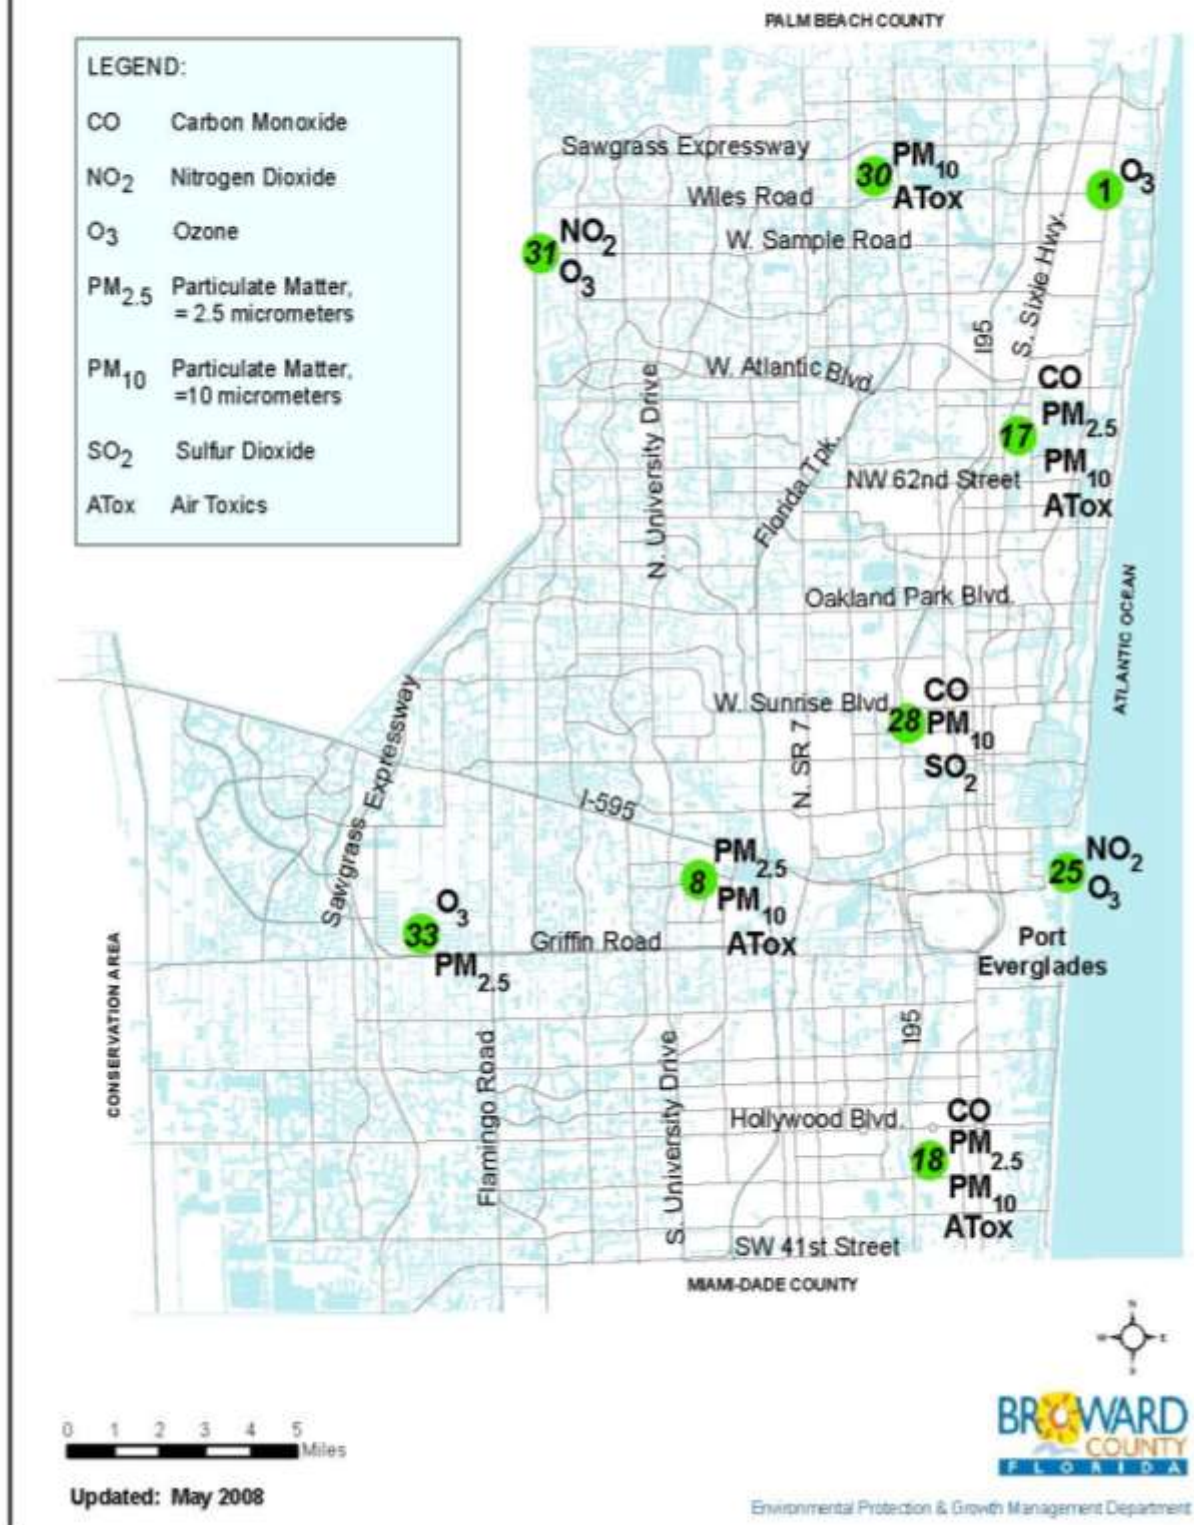 PALM BEACH COUNTY
LEGEND:
CO Carbon Monoxide
NO2 Nitrogen Dioxide
O3 Ozone
PM2.5 Particulate Matter,
= 2.5 micrometers
PM10 Particulate Matter,
=10 micrometers
SO2 Sulfur Dioxide
ATox Air Toxics
Sawgrass Expressway
30 PM10
ATox
1 O3
Wiles Road
W. Sample Road
31 NO2
O3
S. Sixie Hwy.
I95
W. Atlantic Blvd.
N. University Drive
Florida Tpk.
CO
17 PM2.5
PM10
ATox
NW 62nd Street
Oakland Park Blvd.
ATLANTIC OCEAN
W. Sunrise Blvd.
CO
28 PM10
SO2
N. SR 7
Sawgrass Expressway
I-595
8 PM2.5
PM10
ATox
25 NO2
O3
33 O3
PM2.5
Griffin Road
Port
Everglades
CONSERVATION AREA
I95
Flamingo Road
S. University Drive
Hollywood Blvd.
CO
18 PM2.5
PM10
ATox
SW 41st Street
MIAMI-DADE COUNTY
N
W E
S
0 1 2 3 4 5
Miles
Updated: May 2008
BROWARD
COUNTY
FLORIDA
Environmental Protection & Growth Management Department